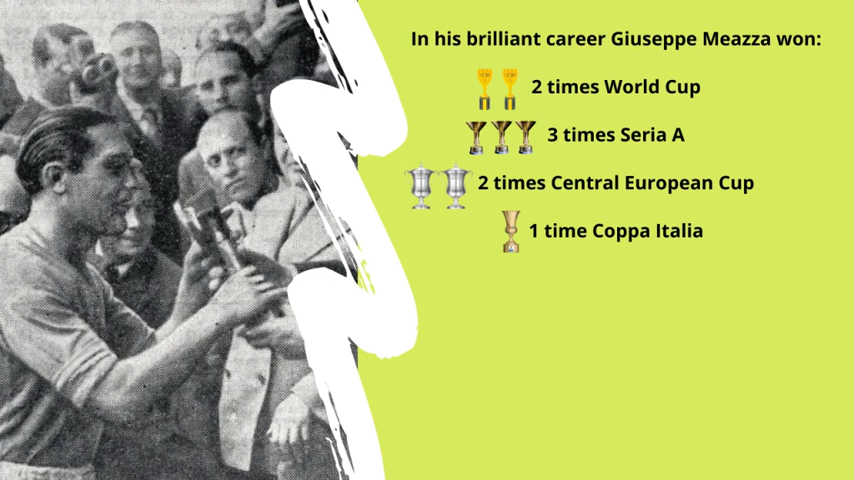 In his brilliant career Giuseppe Meazza won:
2 times World Cup
3 times Seria A
2 times Central European Cup
1 time Coppa Italia